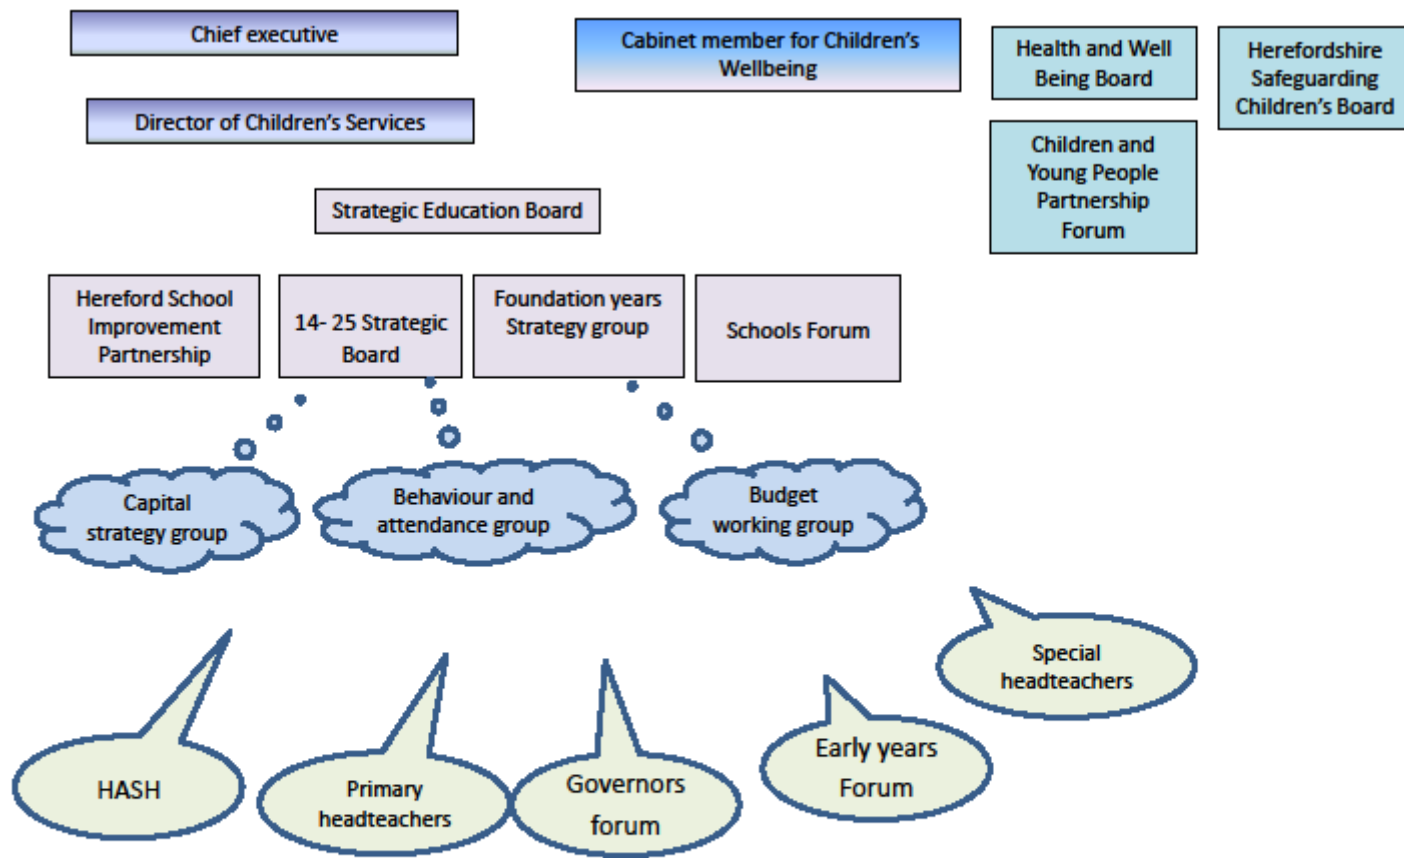 Chief executive
Cabinet member for Children's
Wellbeing
Health and Well
Being Board
Herefordshire
Safeguarding
Children's Board
Director of Children's Services
Children and
Young People
Partnership
Forum
Strategic Education Board
Hereford School
Improvement
Partnership
14- 25 Strategic
Board
Foundation years
Strategy group
Schools Forum
Capital
strategy group
Behaviour and
attendance group
Budget
working group
Special
headteachers
HASH
Primary
headteachers
Governors
forum
Early years
Forum